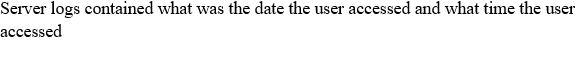 Server logs contained what was the date the user accessed and what time the user
accessed